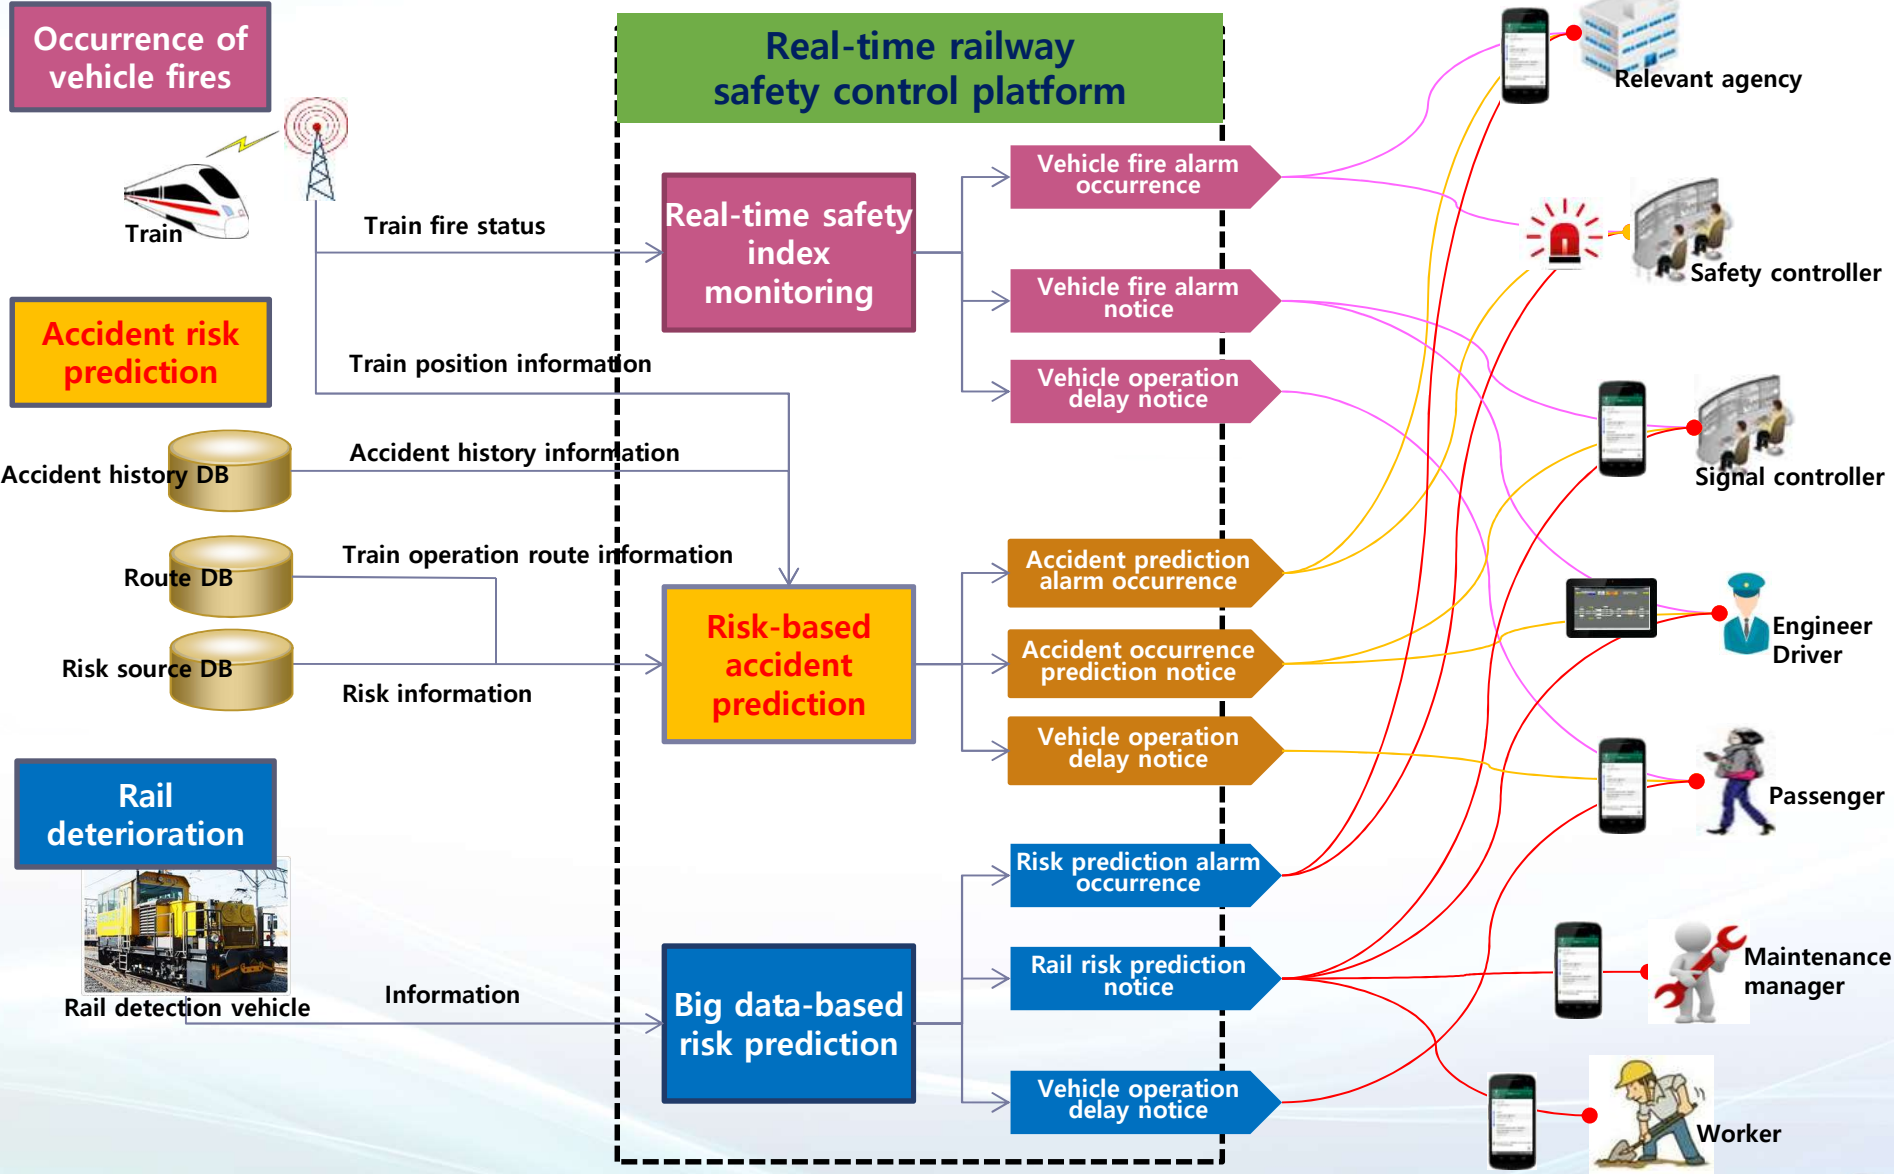 Occurrence of
vehicle fires
Train
Accident risk
prediction
Accident history DB
Route DB
Risk source DB
Rail
deterioration
Rail detection vehicle
Train fire status
Train position information
Accident history information
Train operation route information
Risk information
Information
Real-time railway
safety control platform
Real-time safety
index
monitoring
Risk-based
accident
prediction
Big data-based
risk prediction
Vehicle fire alarm
occurrence
Vehicle fire alarm
notice
Vehicle operation
delay notice
Accident prediction
alarm occurrence
Accident occurrence
prediction notice
Vehicle operation
delay notice
Risk prediction alarm
occurrence
Rail risk prediction
notice
Vehicle operation
delay notice
Relevant agency
Safety controller
Signal controller
Engineer
Driver
Passenger
Maintenance
manager
Worker